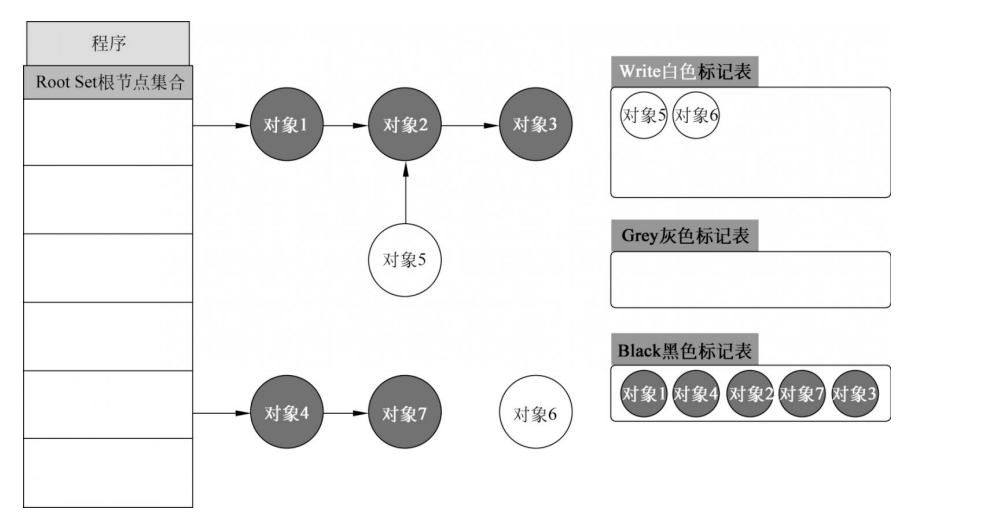 程序
Root Set根节点集合
对象1
对象2
对象3
对象5
对象4
对象7
对象6
Write白色标记表
对象5
对象6
Grey灰色标记表
Black黑色标记表
对象1
对象4
对象2
对象7
对象3